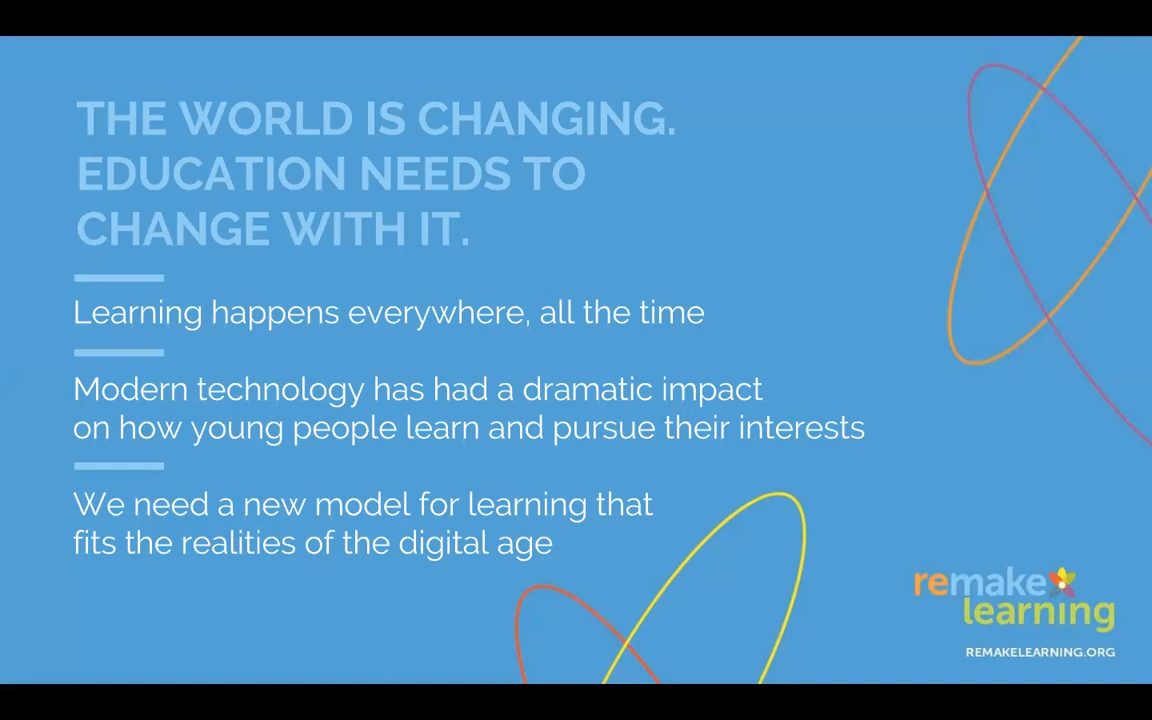 THE WORLD IS CHANGING.
EDUCATION NEEDS TO
CHANGE WITH IT.
Learning happens everywhere, all the time
Modern technology has had a dramatic impact
on how young people learn and pursue their interests
We need a new model for learning that
fits the realities of the digital age
remake
learning
REMAKELEARNING.ORG